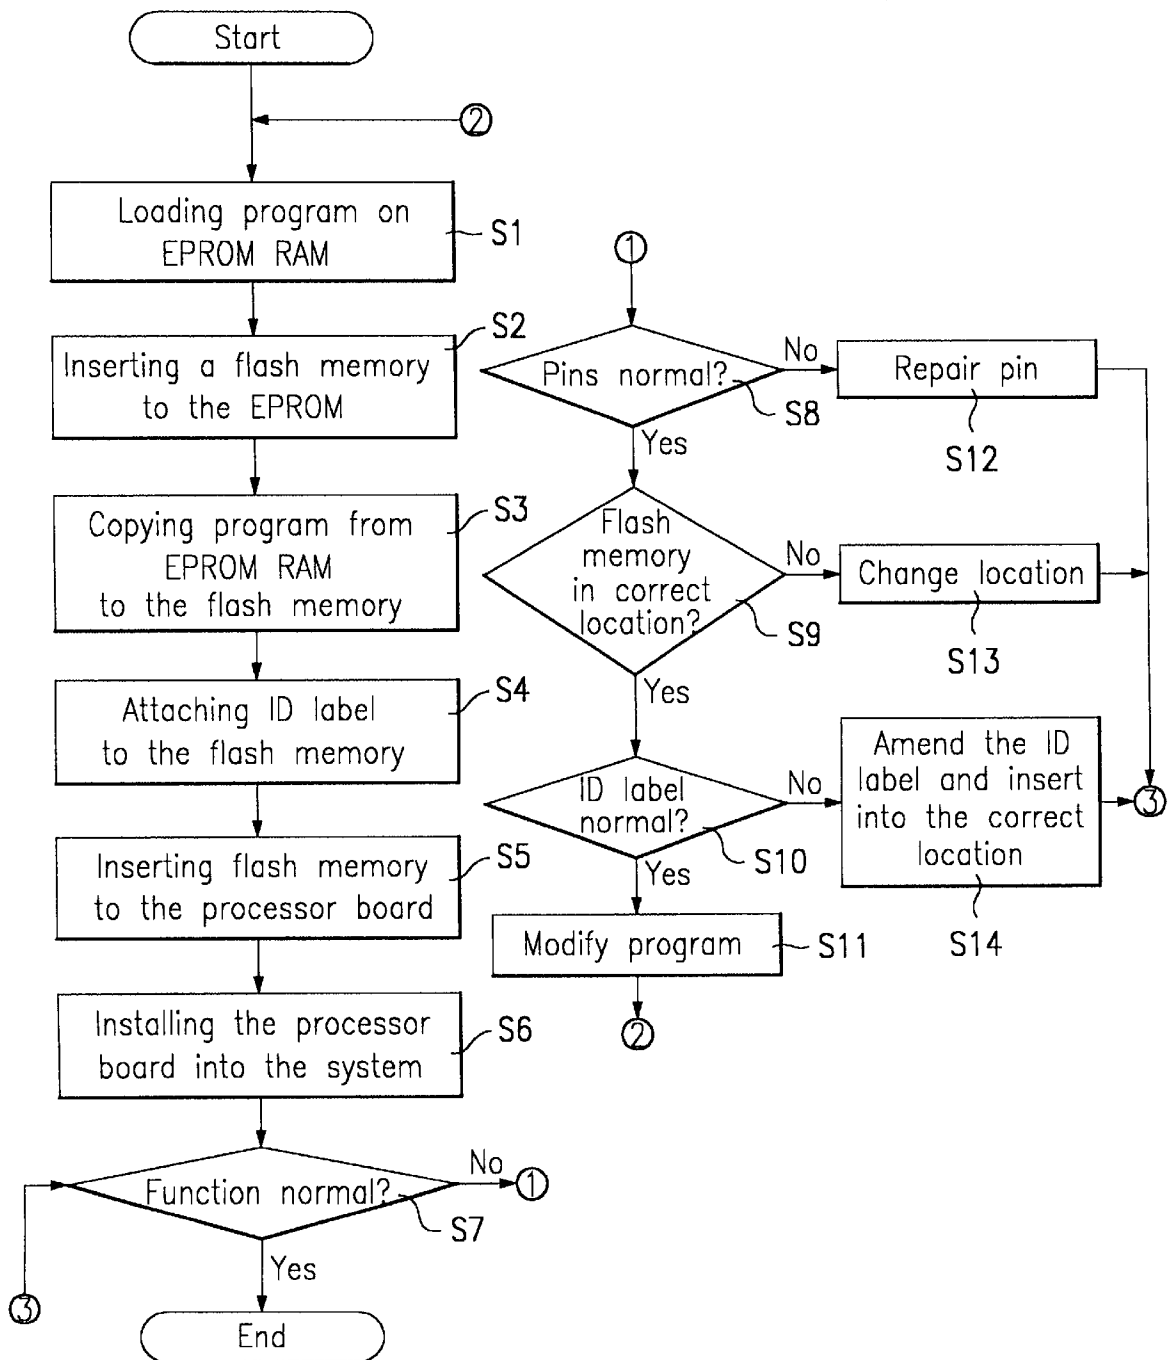 Start
②
Loading program on
EPROM RAM
S1
Inserting a flash memory
to the EPROM
S2
Copying program from
EPROM RAM
to the flash memory
S3
Attaching ID label
to the flash memory
S4
Inserting flash memory
to the processor board
S5
Installing the processor
board into the system
S6
Function normal?
S7
No
①
Yes
③
End
①
Pins normal?
S8
No
Repair pin
S12
Yes
Flash
memory
in correct
location?
S9
No
Change location
S13
Yes
ID label
normal?
S10
No
Amend the ID
label and insert
into the correct
location
S14
③
Yes
Modify program
S11
②